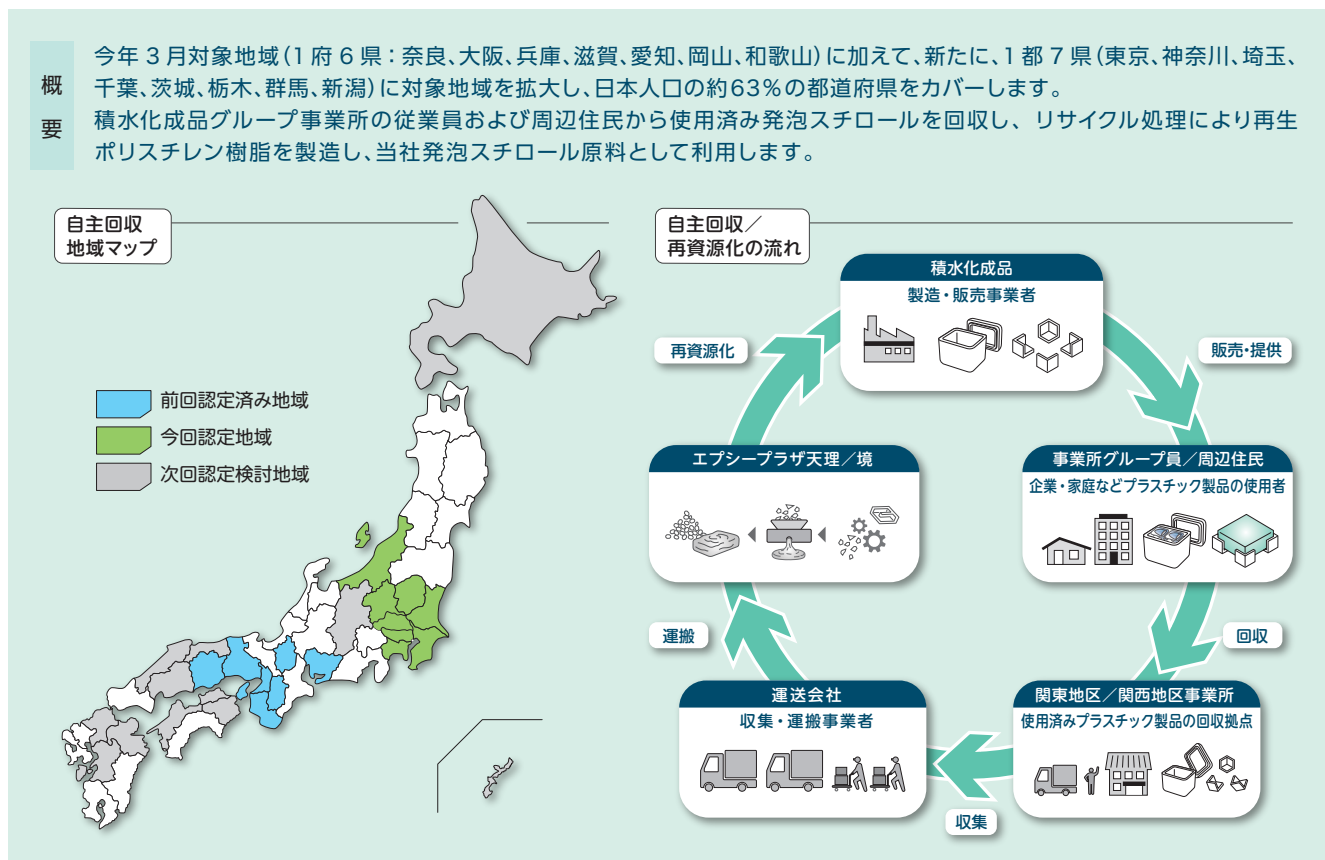 概要
今年3月対象地域(1府6県:奈良、大阪、兵庫、滋賀、愛知、岡山、和歌山)に加えて、新たに、1都7県(東京、神奈川、埼玉、
千葉、茨城、栃木、群馬、新潟)に対象地域を拡大し、日本人口の約63%の都道府県をカバーします。
積水化成品グループ事業所の従業員および周辺住民から使用済み発泡スチロールを回収し、リサイクル処理により再生
ポリスチレン樹脂を製造し、当社発泡スチロール原料として利用します。
自主回収
地域マップ
前回認定済み地域
今回認定地域
次回認定検討地域
自主回収/
再資源化の流れ
積水化成品
製造・販売事業者
販売・提供
事業所グループ員/周辺住民
企業・家庭などプラスチック製品の使用者
回収
関東地区/関西地区事業所
使用済みプラスチック製品の回収拠点
収集
運送会社
収集・運搬事業者
運搬
エプシープラザ天理/境
再資源化